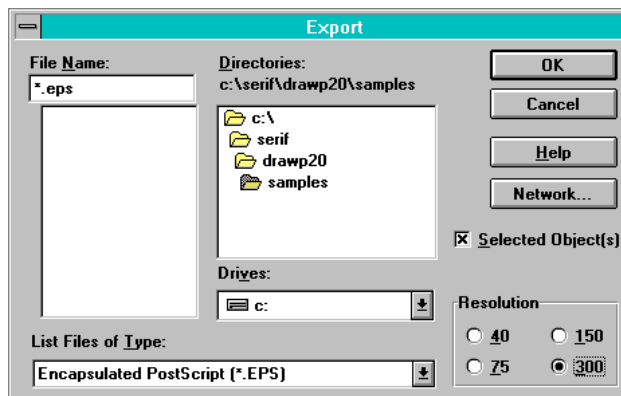 Export
File Name:
*.eps
Directories:
c:\serif\drawp20\samples
c:\
serif
drawp20
samples
OK
Cancel
Help
Network...
Selected Object(s)
Drives:
c:
Resolution
40
150
75
300
List Files of Type:
Encapsulated PostScript (*.EPS)